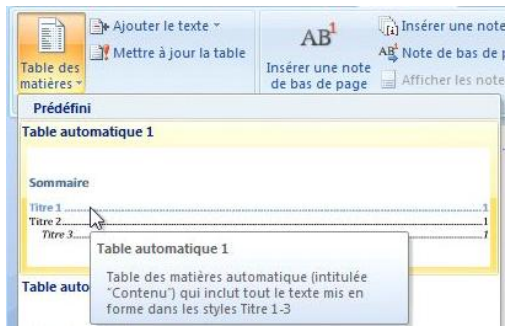 Ajouter le texte
Mettre à jour la table
Table des
matières
AB1
Insérer une note
de bas de page
Insérer une note
AB Note de bas de
Afficher les note
Prédéfini
Table automatique 1
Sommaire
Titre 1 ........ 1
Titre 2 ........ 1
Titre 3 ........ 1
Table automatique 1
Table des matières automatique (intitulée
"Contenu") qui inclut tout le texte mis en
forme dans les styles Titre 1-3
Table auto